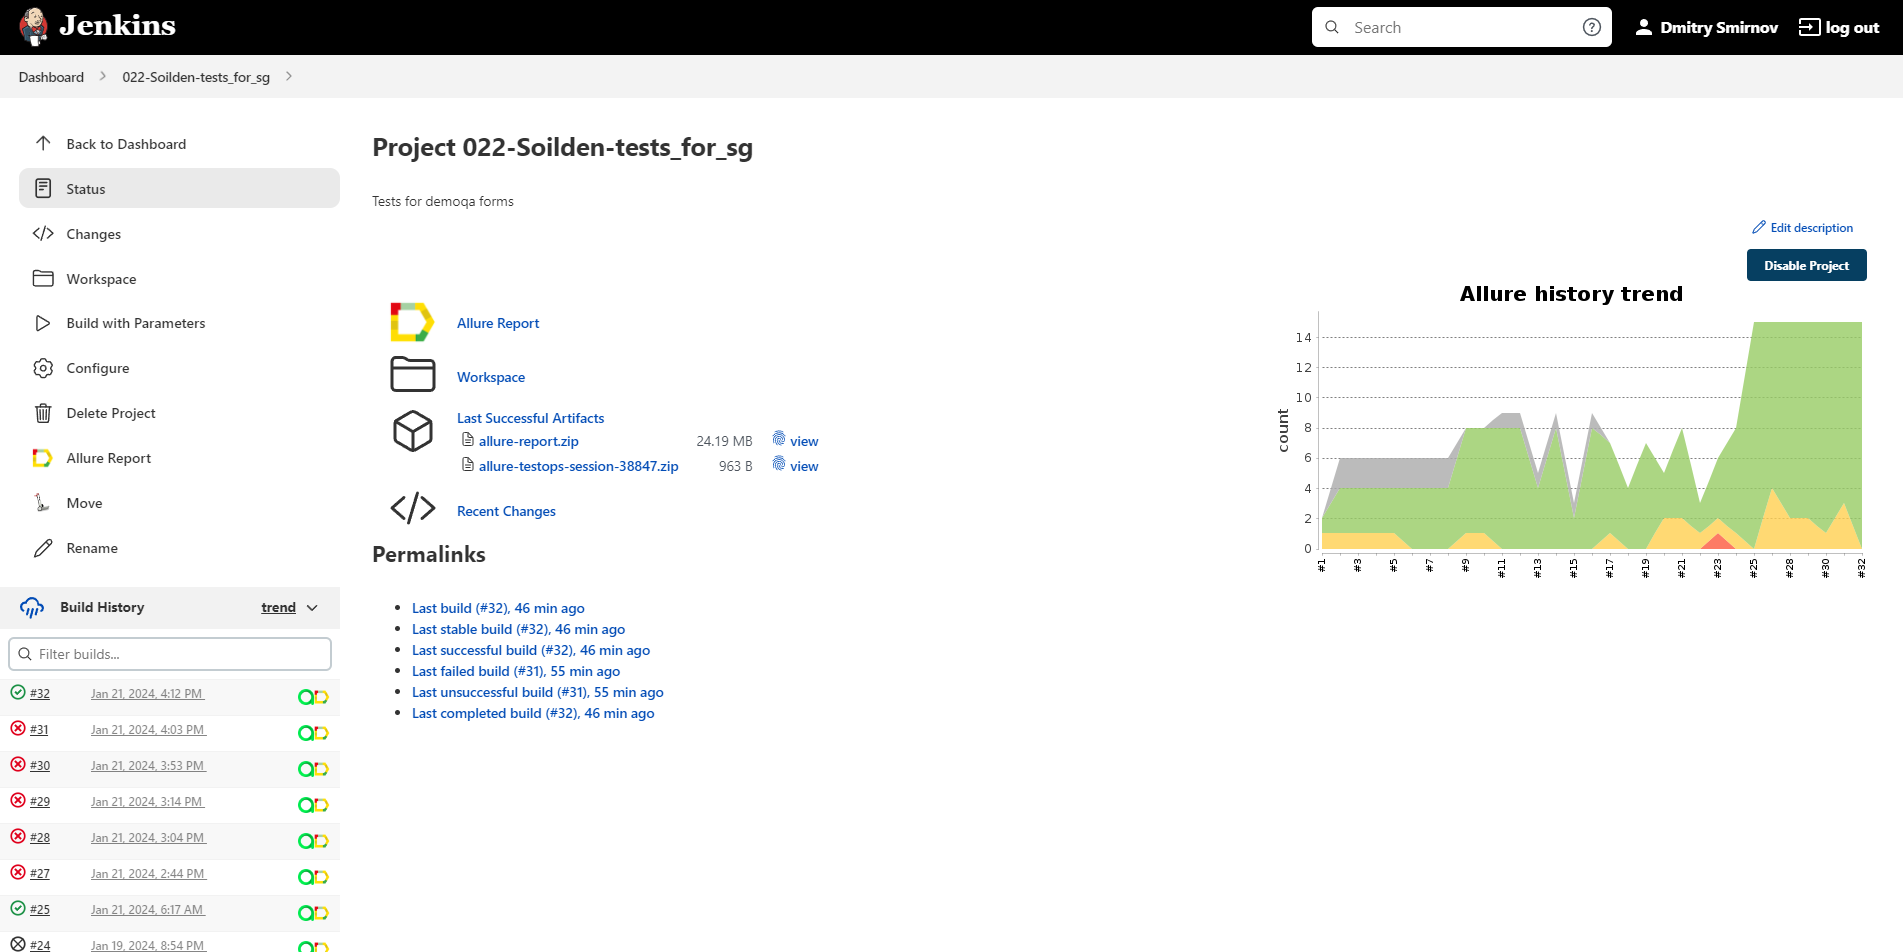 Jenkins
Search
Dmitry Smirnov
log out
Dashboard
022-Soilden-tests_for_sg
Back to Dashboard
Status
Changes
Workspace
Build with Parameters
Configure
Delete Project
Allure Report
Move
Rename
Build History
trend
Filter builds...
#32 Jan 21, 2024, 4:12 PM
#31 Jan 21, 2024, 4:03 PM
#30 Jan 21, 2024, 3:53 PM
#29 Jan 21, 2024, 3:14 PM
#28 Jan 21, 2024, 3:04 PM
#27 Jan 21, 2024, 2:44 PM
#25 Jan 21, 2024, 6:17 AM
#24 Jan 19, 2024, 8:54 PM
Project 022-Soilden-tests_for_sg
Tests for demoqa forms
Edit description
Disable Project
Allure Report
Workspace
Last Successful Artifacts
allure-report.zip 24.19 MB view
allure-testops-session-38847.zip 963 B view
Recent Changes
Permalinks
Last build (#32), 46 min ago
Last stable build (#32), 46 min ago
Last successful build (#32), 46 min ago
Last failed build (#31), 55 min ago
Last unsuccessful build (#31), 55 min ago
Last completed build (#32), 46 min ago
Allure history trend
count
14
12
10
8
6
4
2
0
#1 #3 #5 #7 #9 #11 #13 #15 #17 #19 #21 #23 #25 #28 #30 #32